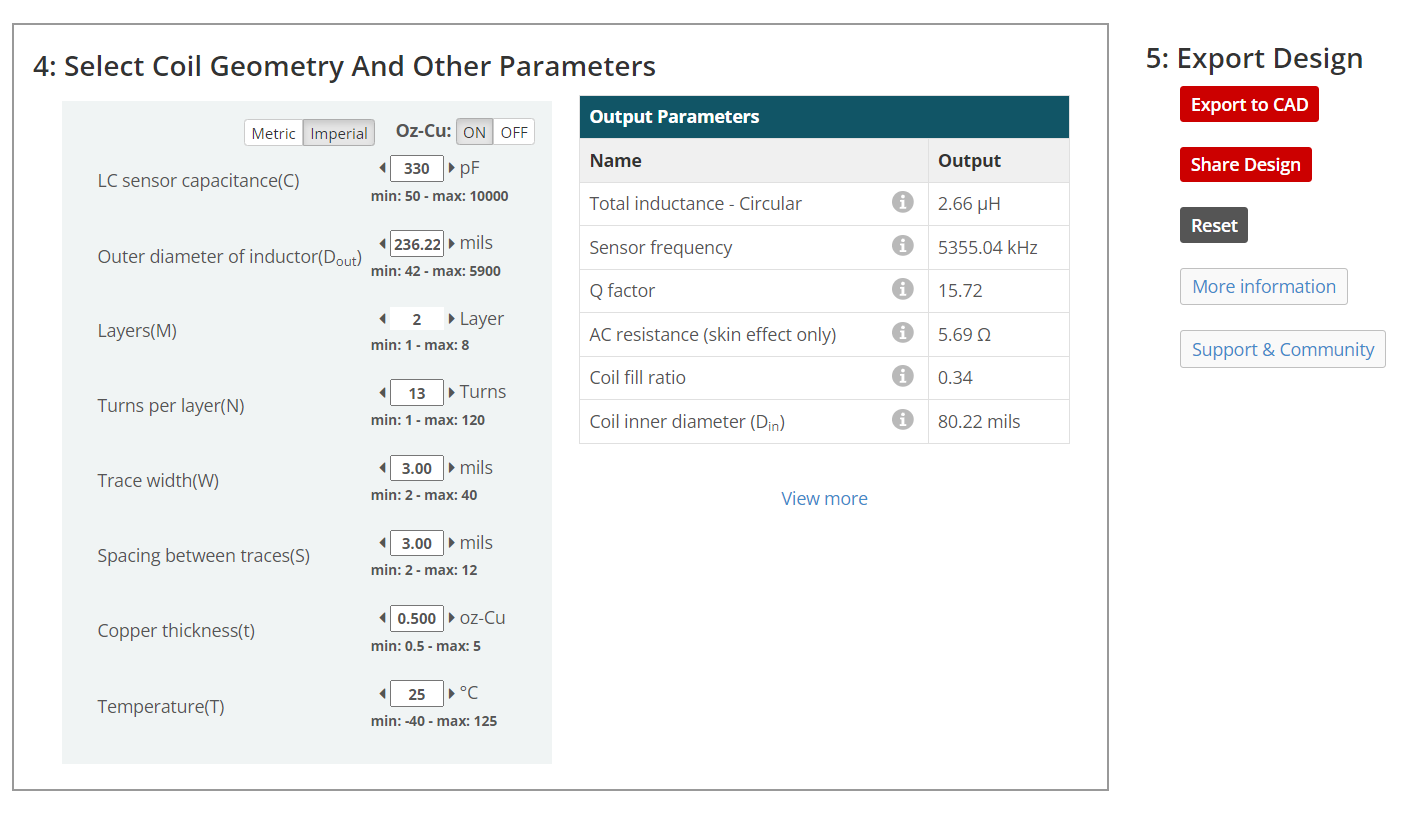 4: Select Coil Geometry And Other Parameters
Metric Imperial Oz-Cu: ON OFF
LC sensor capacitance(C) 330 pF
min: 50 - max: 10000
Outer diameter of inductor(Dout) 236.22 mils
min: 42 - max: 5900
Layers(M) 2 Layer
min: 1 - max: 8
Turns per layer(N) 13 Turns
min: 1 - max: 120
Trace width(W) 3.00 mils
min: 2 - max: 40
Spacing between traces(S) 3.00 mils
min: 2 - max: 12
Copper thickness(t) 0.500 oz-Cu
min: 0.5 - max: 5
Temperature(T) 25 °C
min: -40 - max: 125
Output Parameters
Name Output
Total inductance - Circular 2.66 µH
Sensor frequency 5355.04 kHz
Q factor 15.72
AC resistance (skin effect only) 5.69 Ω
Coil fill ratio 0.34
Coil inner diameter (Din) 80.22 mils
View more
5: Export Design
Export to CAD
Share Design
Reset
More information
Support & Community